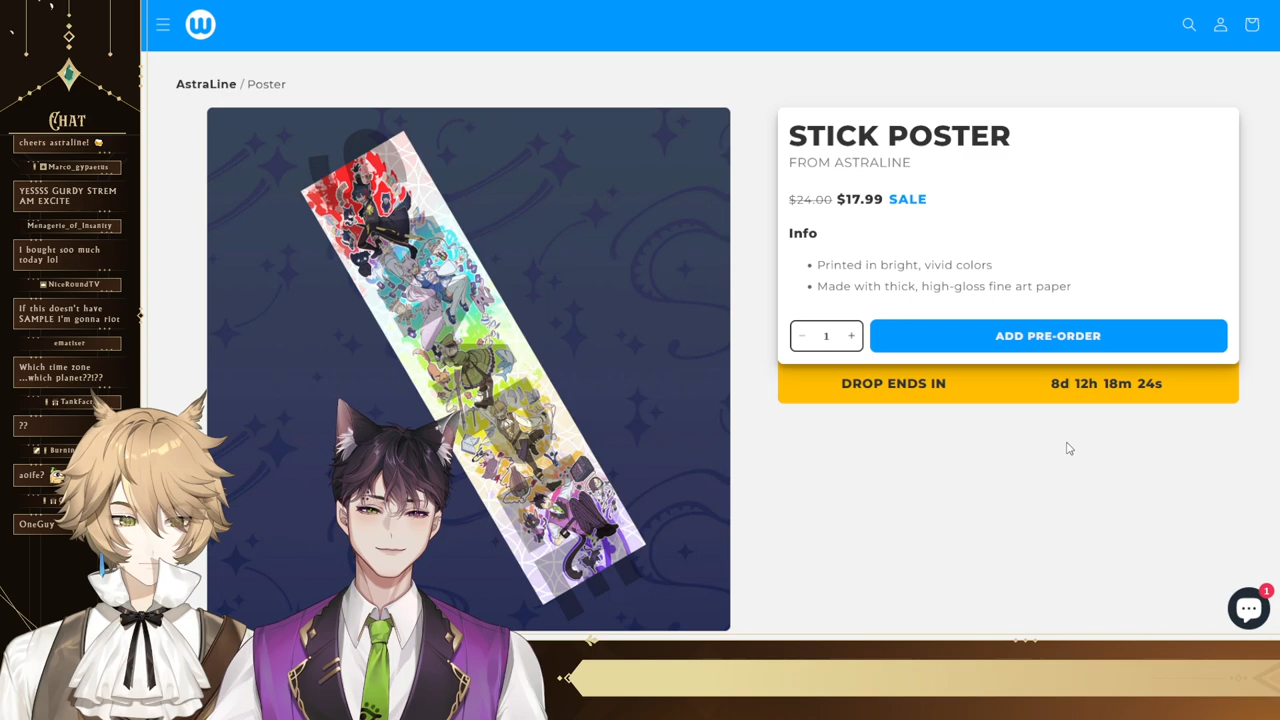 W
AstraLine / Poster
CHAT
cheers astraline!
Marco_gypaetus
YESSSS GURDY STREM
AM EXCITE
Menagerie_of_Insanity
I bought soo much
today lol
NiceRoundTV
If this doesn't have
SAMPLE I'm gonna riot
ematiser
Which time zone
...which planet??!??
TankFact
??
Burnin
aoife?
OneGuy
STICK POSTER
FROM ASTRALINE
$24.00 $17.99 SALE
Info
• Printed in bright, vivid colors
• Made with thick, high-gloss fine art paper
− 1 +
ADD PRE-ORDER
DROP ENDS IN 8d 12h 18m 24s
1